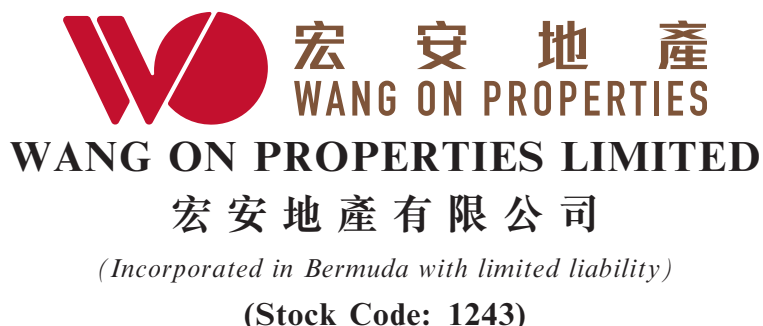 宏安地產
WANG ON PROPERTIES
WANG ON PROPERTIES LIMITED
宏安地產有限公司
(Incorporated in Bermuda with limited liability)
(Stock Code: 1243)